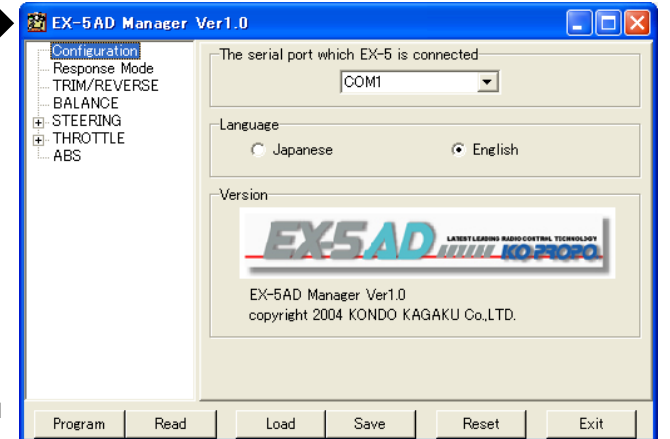 EX-5AD Manager Ver1.0
Configuration
Response Mode
TRIM/REVERSE
BALANCE
STEERING
THROTTLE
ABS
The serial port which EX-5 is connected
COM1
Language
Japanese
English
Version
EX-5 AD
LATEST LEADING RADIO CONTROL TECHNOLOGY
KO PROPO
EX-5AD Manager Ver1.0
copyright 2004 KONDO KAGAKU Co.,LTD.
Program
Read
Load
Save
Reset
Exit